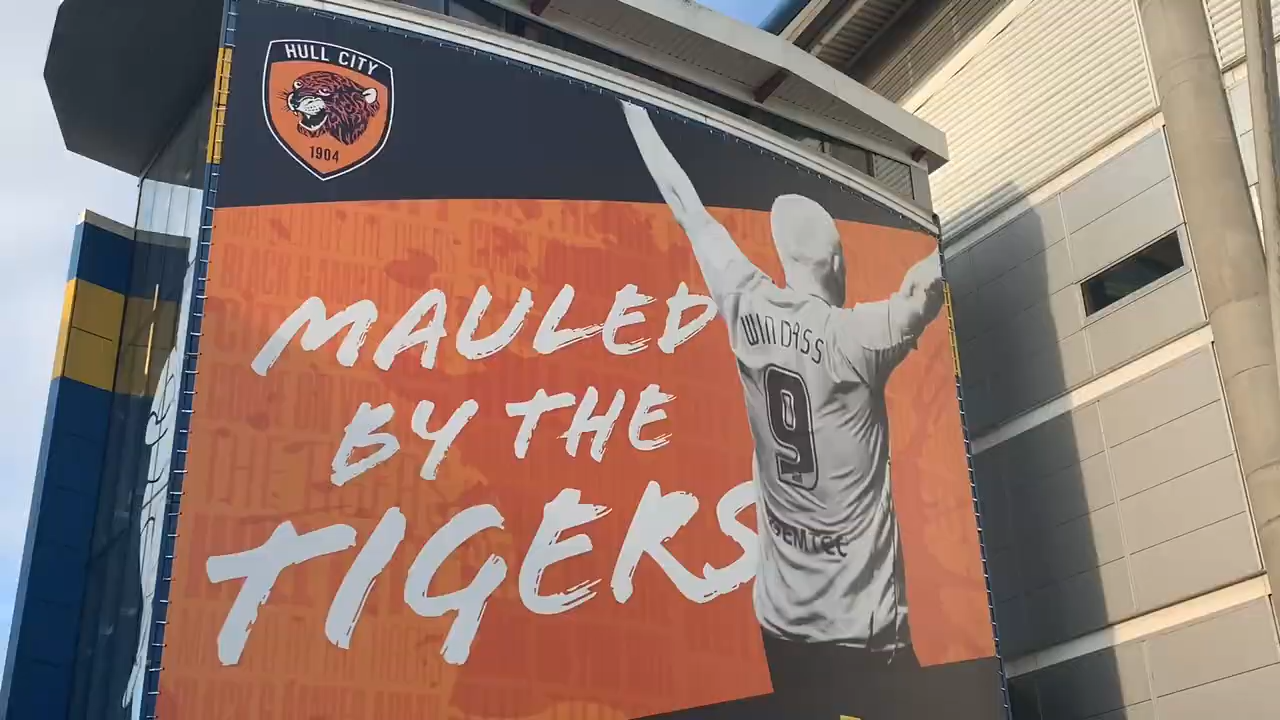 HULL CITY
1904
MAULED
BY THE
TIGERS
WINDASS
9